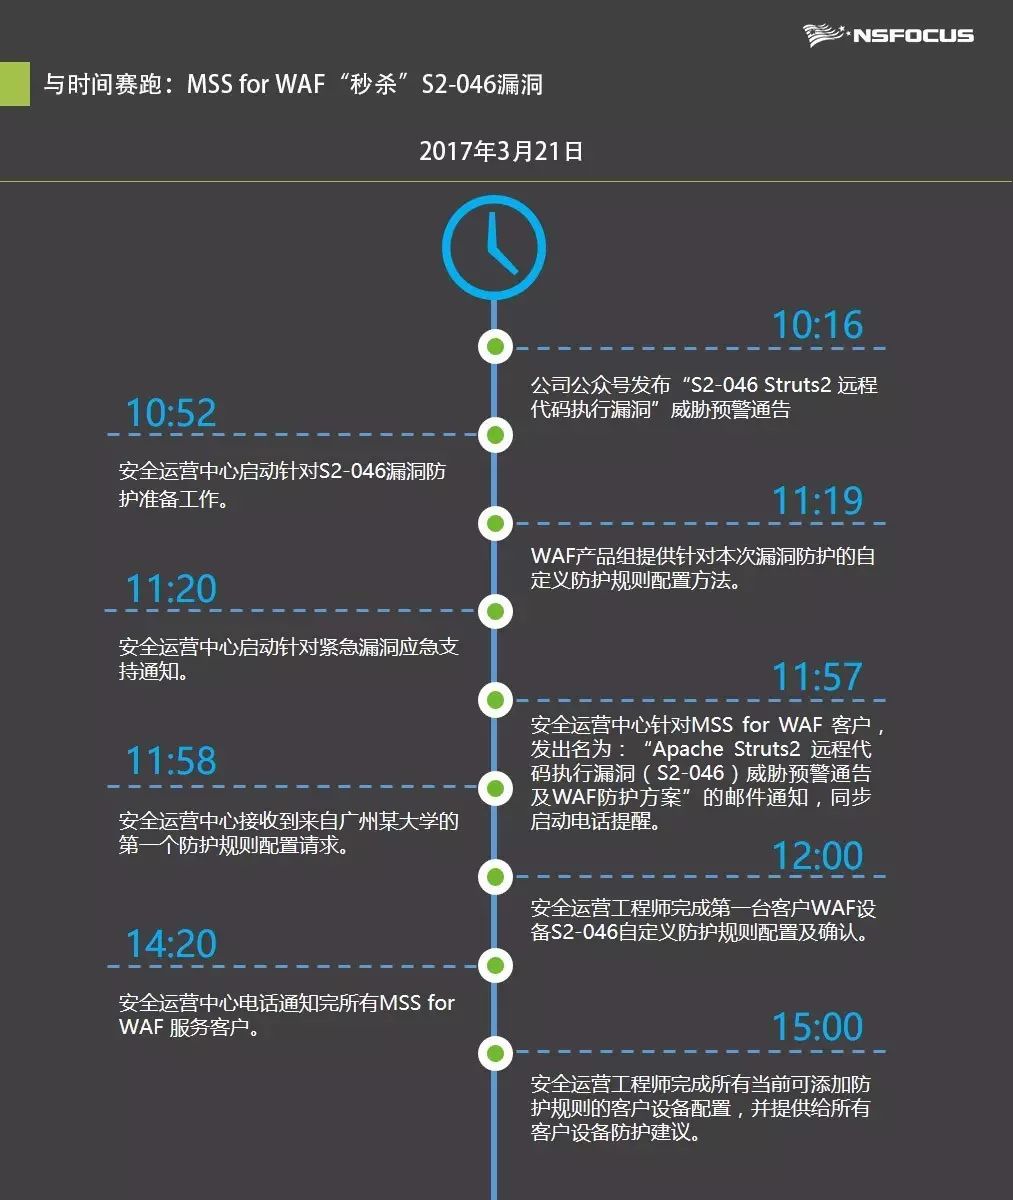 NSFOCUS
与时间赛跑：MSS for WAF“秒杀”S2-046漏洞
2017年3月21日
10:16
公司公众号发布“S2-046 Struts2 远程
代码执行漏洞”威胁预警通告
10:52
安全运营中心启动针对S2-046漏洞防
护准备工作。
11:19
WAF产品组提供针对本次漏洞防护的自
定义防护规则配置方法。
11:20
安全运营中心启动针对紧急漏洞应急支
持通知。
11:57
安全运营中心针对MSS for WAF 客户，
发出名为：“Apache Struts2 远程代
码执行漏洞（S2-046）威胁预警通告
及WAF防护方案”的邮件通知，同步
启动电话提醒。
11:58
安全运营中心接收到来自广州某大学的
第一个防护规则配置请求。
12:00
安全运营工程师完成第一台客户WAF设
备S2-046自定义防护规则配置及确认。
14:20
安全运营中心电话通知完所有MSS for
WAF 服务客户。
15:00
安全运营工程师完成所有当前可添加防
护规则的客户设备配置，并提供给所有
客户设备防护建议。